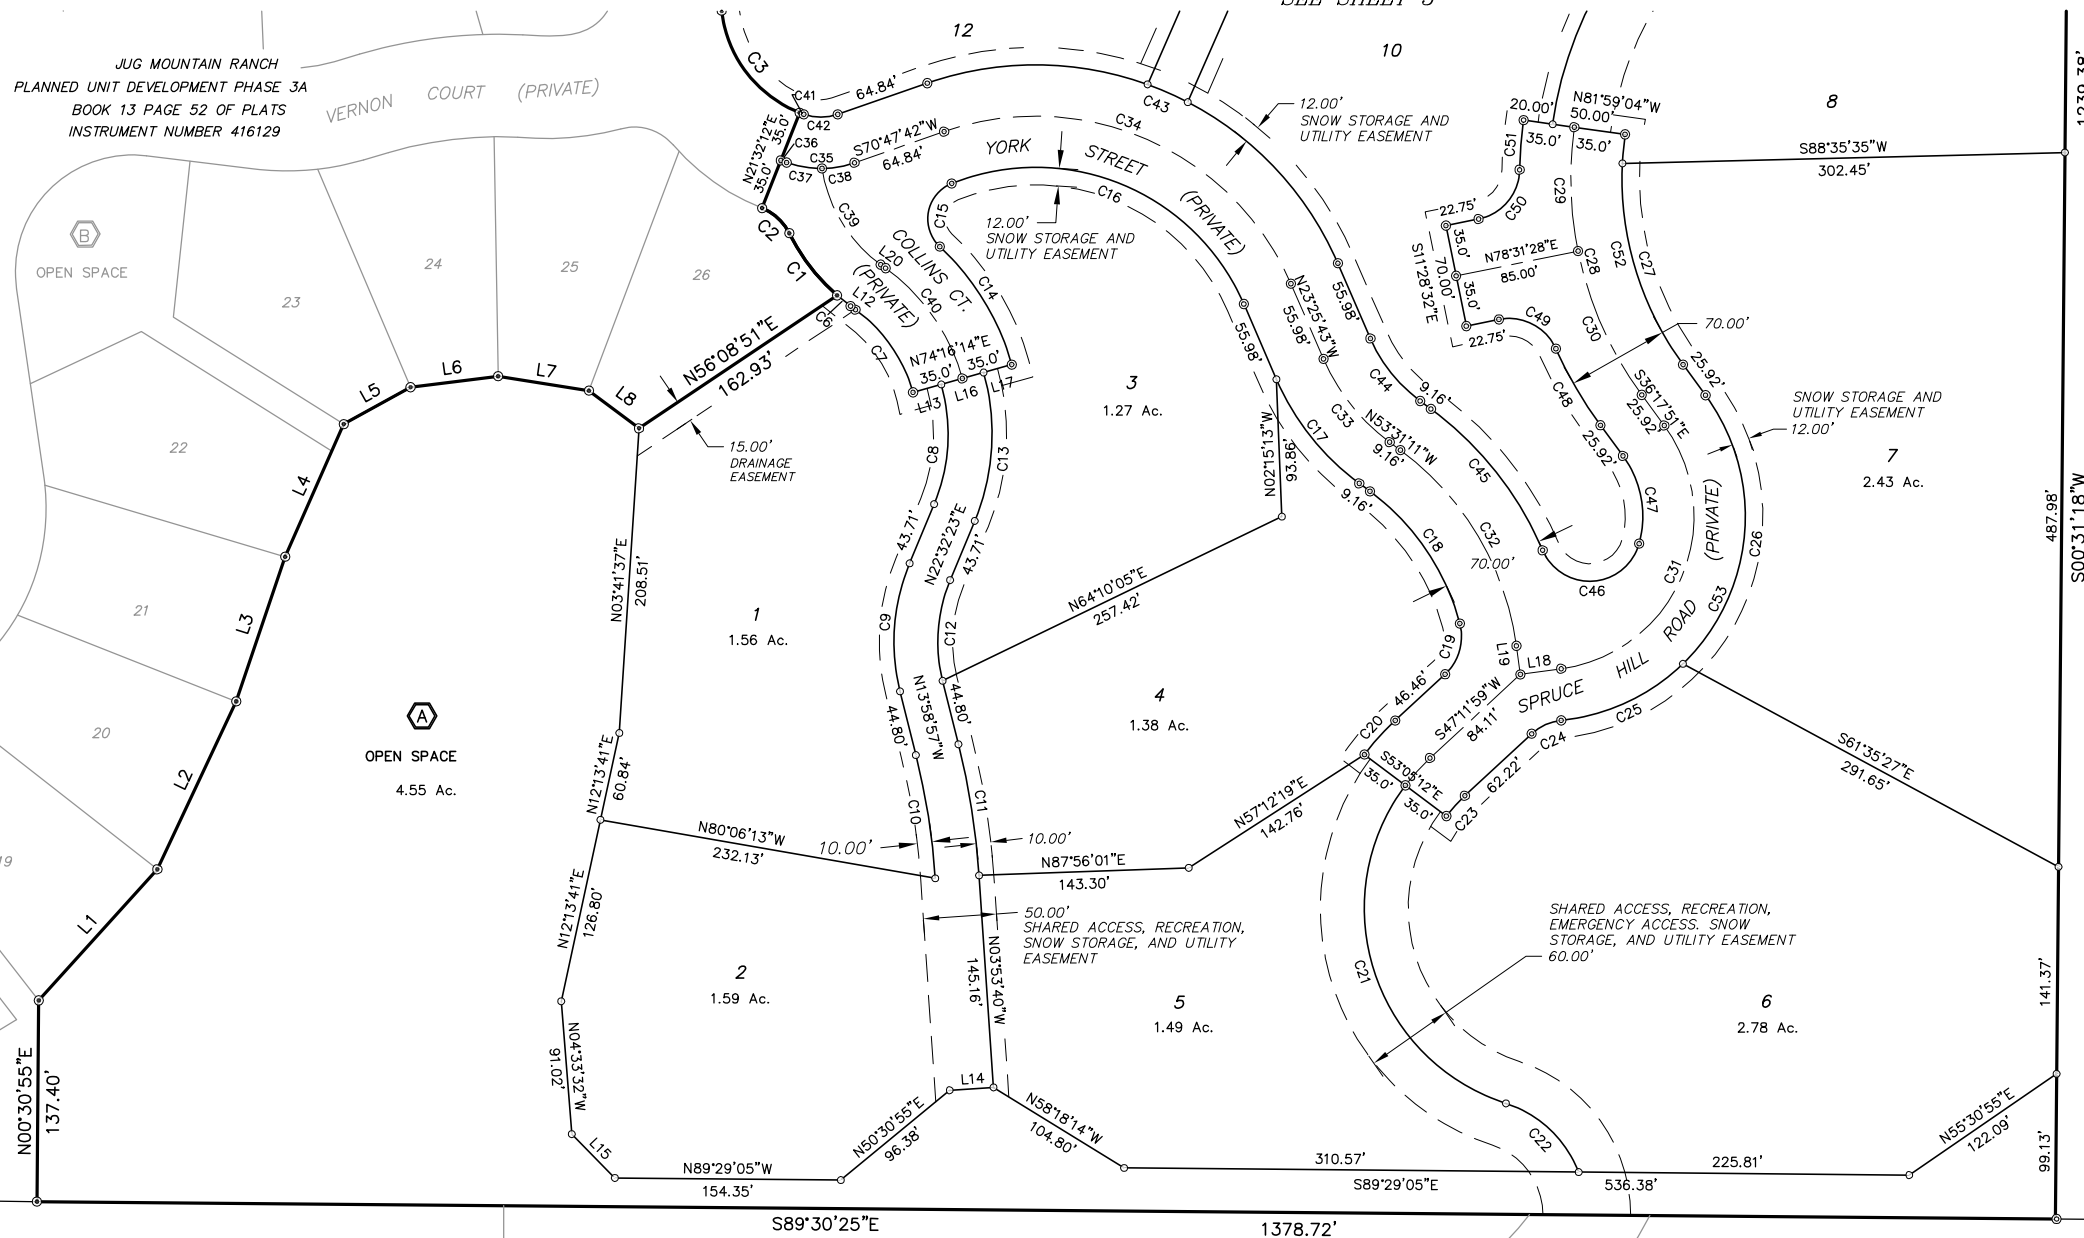 SEE SHEET 3
JUG MOUNTAIN RANCH
PLANNED UNIT DEVELOPMENT PHASE 3A
BOOK 13 PAGE 52 OF PLATS
INSTRUMENT NUMBER 416129
VERNON COURT (PRIVATE)
B
OPEN SPACE
19
20
21
22
23
24
25
26
L1
L2
L3
L4
L5
L6
L7
L8
N00°30'55"E
137.40'
A
OPEN SPACE
4.55 Ac.
C3
C41
C42
64.84'
12
10
8
C43
N21°32'12"E
35.0'
35.0'
C36
C37
C35
C38
S70°47'42"W
64.84'
C34
YORK STREET (PRIVATE)
C2
C1
C39
L20
COLLINS CT.
(PRIVATE)
C40
L12
C6
C7
C15
C14
C16
12.00'
SNOW STORAGE AND
UTILITY EASEMENT
12.00'
SNOW STORAGE AND
UTILITY EASEMENT
N56°08'51"E
162.93'
15.00'
DRAINAGE
EASEMENT
N74°16'14"E
35.0'
35.0'
L13
L16
L17
3
1.27 Ac.
C8
C13
43.71'
N22°32'23"E
43.71'
C9
C12
N13°58'57"W
44.80'
44.80'
C10
C11
N03°41'37"E
208.51'
1
1.56 Ac.
N12°13'41"E
60.84'
N80°06'13"W
232.13'
10.00'
10.00'
N12°13'41"E
126.80'
2
1.59 Ac.
N04°33'32"W
91.02'
L15
N89°29'05"W
154.35'
N50°30'55"E
96.38'
L14
N03°53'40"W
145.16'
50.00'
SHARED ACCESS, RECREATION,
SNOW STORAGE, AND UTILITY
EASEMENT
N64°10'05"E
257.42'
N02°15'13"W
93.86'
4
1.38 Ac.
N87°56'01"E
143.30'
N57°12'19"E
142.76'
5
1.49 Ac.
N58°18'14"W
104.80'
310.57'
S89°29'05"E
536.38'
225.81'
S89°30'25"E
1378.72'
55.98'
N23°25'43"W
55.98'
55.98'
C44
C33
C17
9.16'
N53°31'11"W
9.16'
9.16'
C45
C32
C18
C19
70.00'
46.46'
C20
L19
L18
S47°11'59"W
84.11'
S53°05'12"E
35.0'
35.0'
C23
62.22'
C24
C25
SPRUCE HILL ROAD (PRIVATE)
C46
C47
C31
C53
C26
20.00'
N81°59'04"W
50.00'
35.0'
35.0'
C51
C50
22.75'
S11°28'32"E
70.00'
35.0'
35.0'
N78°31'28"E
85.00'
22.75'
C49
C48
C29
C28
C30
C52
C27
70.00'
25.92'
S36°17'51"E
25.92'
25.92'
S88°35'35"W
302.45'
SNOW STORAGE AND
UTILITY EASEMENT
12.00'
7
2.43 Ac.
1239.38'
487.98'
S00°31'18"W
S61°35'27"E
291.65'
SHARED ACCESS, RECREATION,
EMERGENCY ACCESS. SNOW
STORAGE, AND UTILITY EASEMENT
60.00'
C21
C22
6
2.78 Ac.
141.37'
N55°30'55"E
122.09'
99.13'